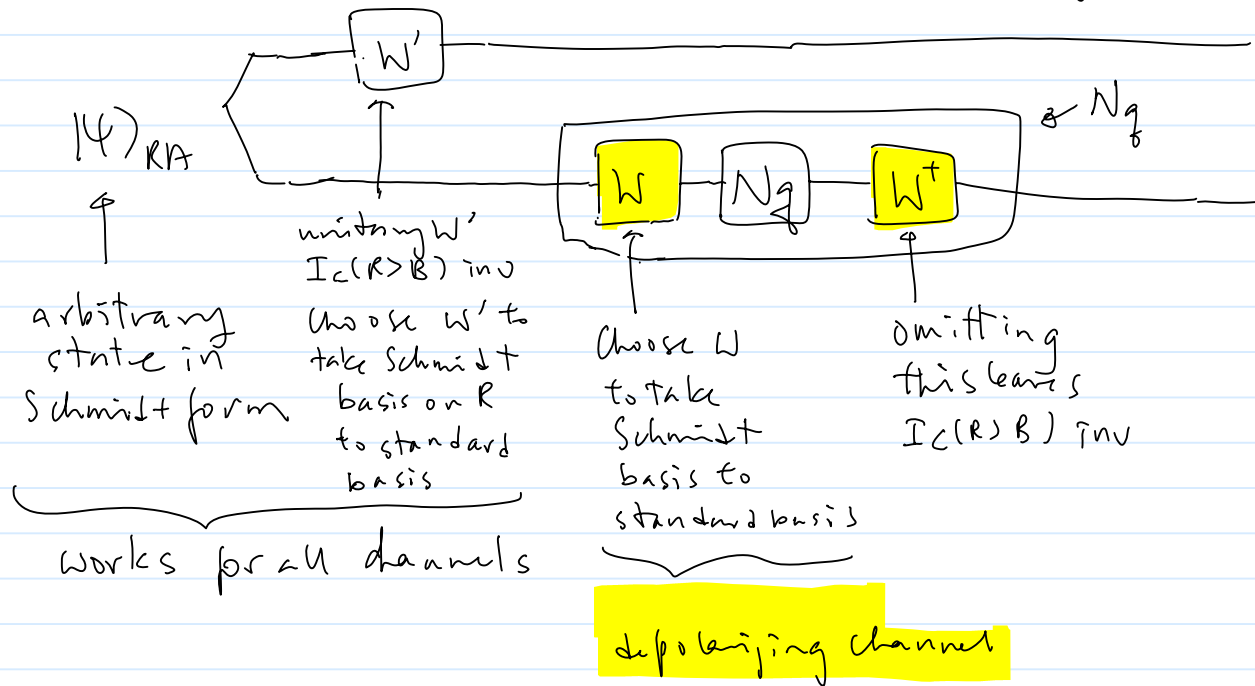 W'
|ψ⟩RA
W
Nq
W†
Nq
arbitrary
state in
Schmidt form
unitary W'
Ic(R>B) inv
choose W' to
take Schmidt
basis on R
to standard
basis
Choose W
to take
Schmidt
basis to
standard basis
omitting
this leaves
Ic(R>B) inv
works for all channels
depolarizing channel